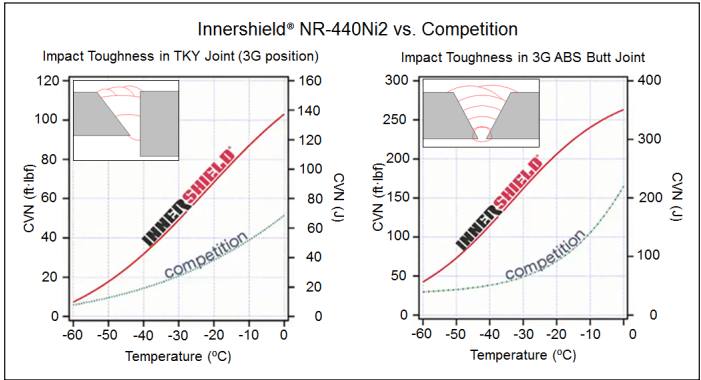 Innershield® NR-440Ni2 vs. Competition
Impact Toughness in TKY Joint (3G position)
120
100
80
60
40
20
0
CVN (ft·lbf)
160
140
120
100
80
60
40
20
0
CVN (J)
INNERSHIELD®
competition
-60 -50 -40 -30 -20 -10 0
Temperature (ºC)
Impact Toughness in 3G ABS Butt Joint
300
250
200
150
100
50
0
CVN (ft·lbf)
400
300
200
100
0
CVN (J)
INNERSHIELD®
competition
-60 -50 -40 -30 -20 -10 0
Temperature (ºC)